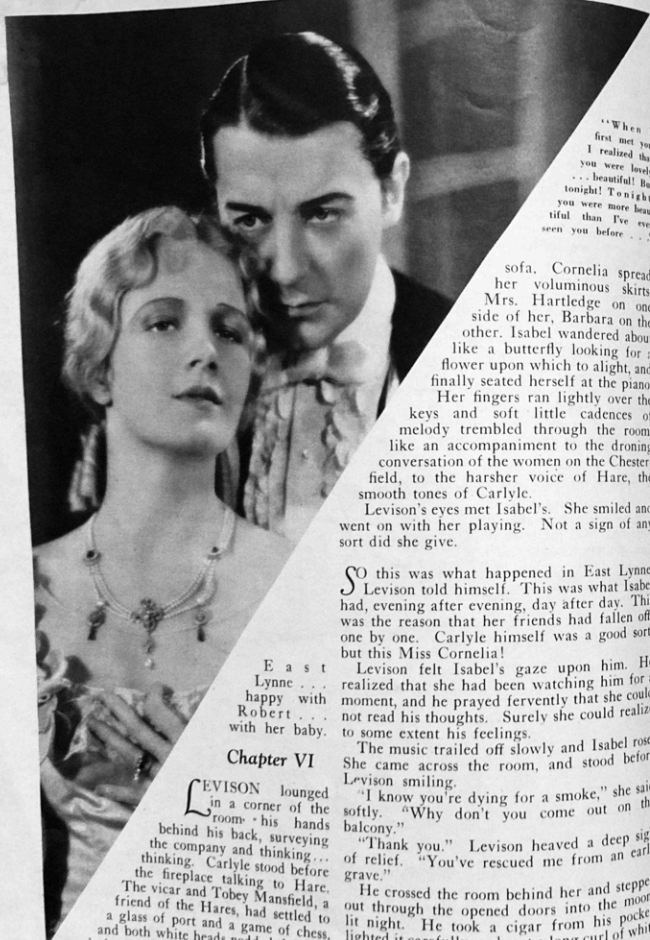 "When
first met you
I realized tha
you were lovel
. . . beautiful! Bu
tonight! Tonight
you were more beau
tiful than I've eve
seen you before . . .
East
Lynne . . .
happy with
Robert . . .
with her baby.
Chapter VI
LEVISON lounged
in a corner of the
room, his hands
behind his back, surveying
the company and thinking...
thinking. Carlyle stood before
the fireplace talking to Hare.
The vicar and Tobey Mansfield, a
friend of the Hares, had settled to
a glass of port and a game of chess,
and both white heads
sofa. Cornelia spread
her voluminous skirts
Mrs. Hartledge on one
side of her, Barbara on the
other. Isabel wandered abou
like a butterfly looking for a
flower upon which to alight, and
finally seated herself at the piano
Her fingers ran lightly over the
keys and soft little cadences of
melody trembled through the room
like an accompaniment to the droning
conversation of the women on the Chester
field, to the harsher voice of Hare, the
smooth tones of Carlyle.
Levison's eyes met Isabel's. She smiled and
went on with her playing. Not a sign of any
sort did she give.
SO this was what happened in East Lynne
Levison told himself. This was what Isabe
had, evening after evening, day after day. Thi
was the reason that her friends had fallen off
one by one. Carlyle himself was a good sort
but this Miss Cornelia!
Levison felt Isabel's gaze upon him. He
realized that she had been watching him for a
moment, and he prayed fervently that she could
not read his thoughts. Surely she could realize
to some extent his feelings.
The music trailed off slowly and Isabel rose
She came across the room, and stood before
Levison smiling.
"I know you're dying for a smoke," she said
softly. "Why don't you come out on th
balcony."
"Thank you." Levison heaved a deep sig
of relief. "You've rescued me from an earl
grave."
He crossed the room behind her and steppe
out through the opened doors into the moon
lit night. He took a cigar from his pocke
lighted it carefully long curl of whit